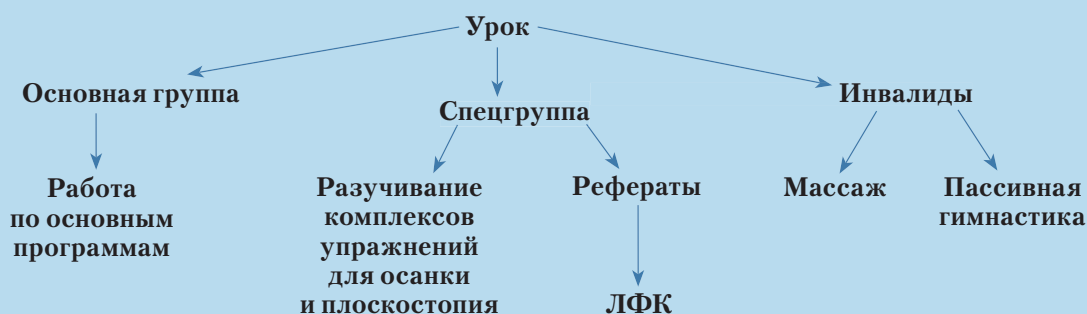 Урок
Основная группа
Спецгруппа
Инвалиды
Работа
по основным
программам
Разучивание
комплексов
упражнений
для осанки
и плоскостопия
Рефераты
ЛФК
Массаж
Пассивная
гимнастика